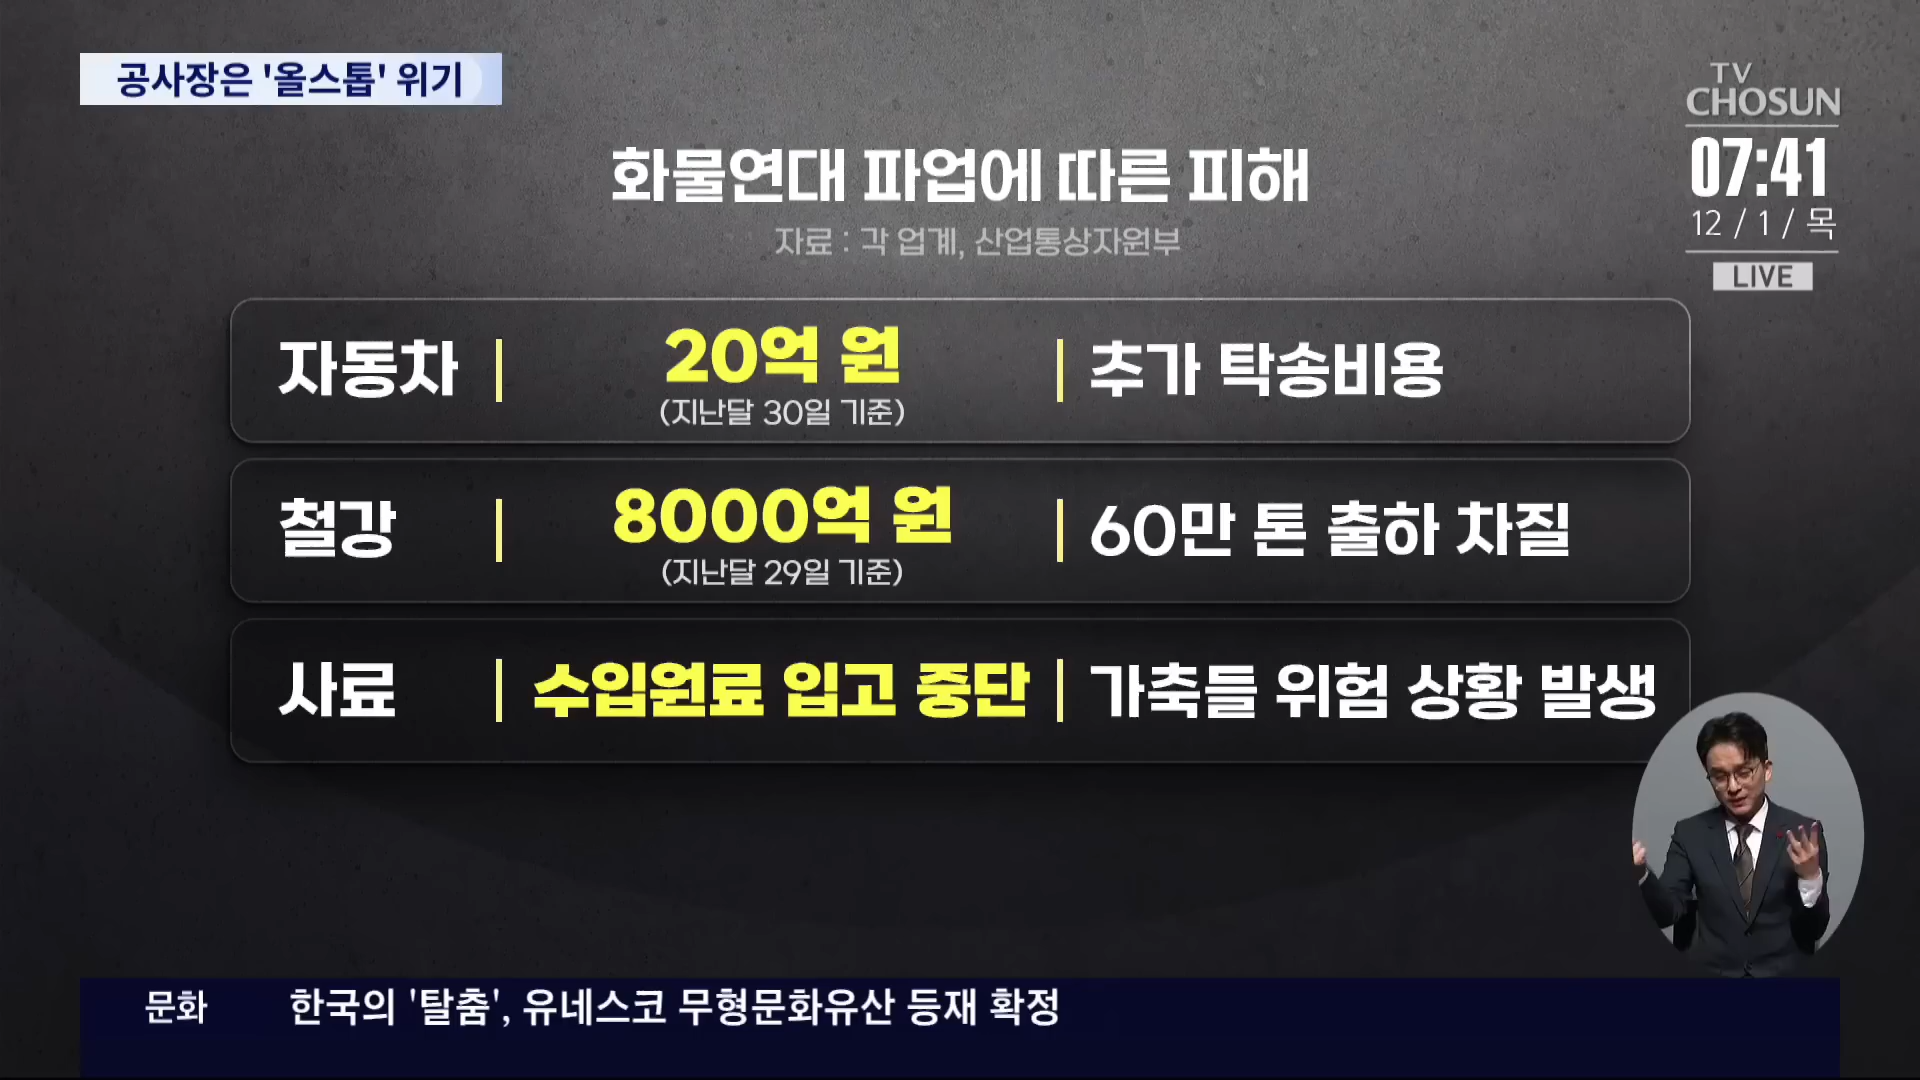 공사장은 '올스톱' 위기
TV
CHOSUN
07:41
12 / 1 / 목
LIVE
화물연대 파업에 따른 피해
자료 : 각 업계, 산업통상자원부
자동차
20억 원
(지난달 30일 기준)
추가 탁송비용
철강
8000억 원
(지난달 29일 기준)
60만 톤 출하 차질
사료
수입원료 입고 중단
가축들 위험 상황 발생
문화 한국의 '탈춤', 유네스코 무형문화유산 등재 확정